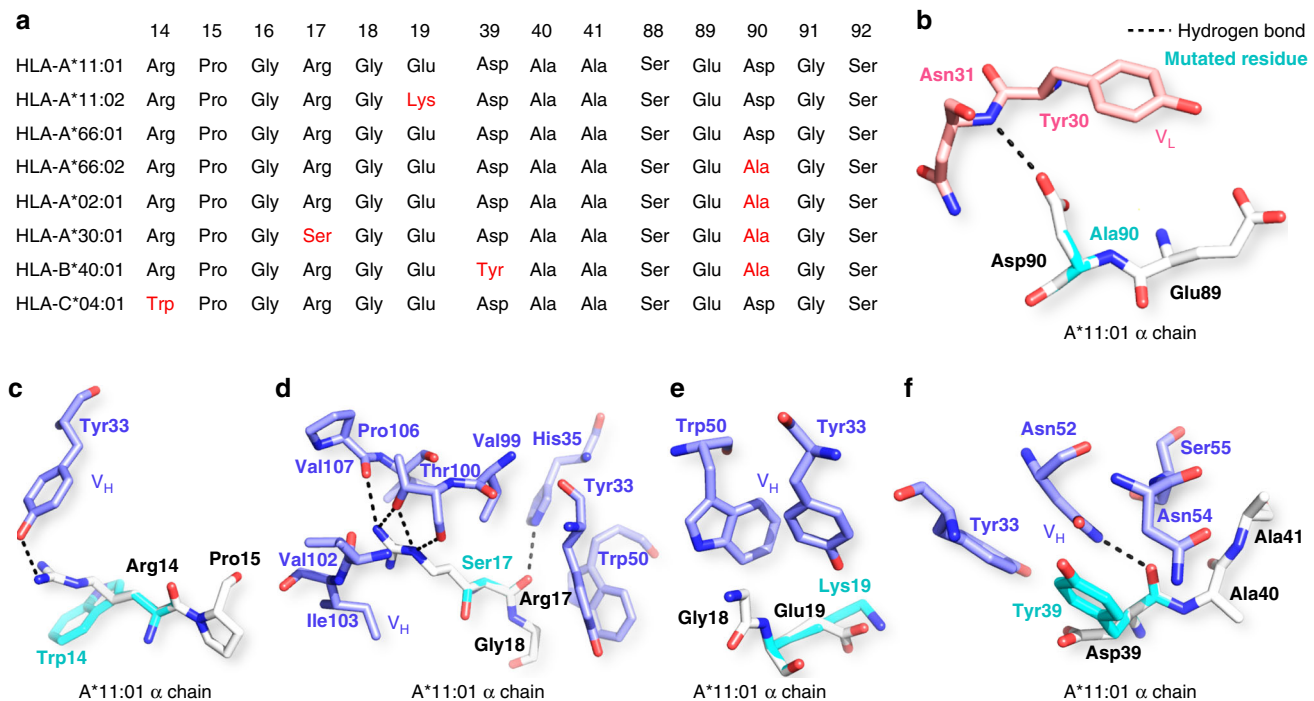 a
14 15 16 17 18 19 39 40 41 88 89 90 91 92
HLA-A*11:01 Arg Pro Gly Arg Gly Glu Asp Ala Ala Ser Glu Asp Gly Ser
HLA-A*11:02 Arg Pro Gly Arg Gly Lys Asp Ala Ala Ser Glu Asp Gly Ser
HLA-A*66:01 Arg Pro Gly Arg Gly Glu Asp Ala Ala Ser Glu Asp Gly Ser
HLA-A*66:02 Arg Pro Gly Arg Gly Glu Asp Ala Ala Ser Glu Ala Gly Ser
HLA-A*02:01 Arg Pro Gly Arg Gly Glu Asp Ala Ala Ser Glu Ala Gly Ser
HLA-A*30:01 Arg Pro Gly Ser Gly Glu Asp Ala Ala Ser Glu Ala Gly Ser
HLA-B*40:01 Arg Pro Gly Arg Gly Glu Tyr Ala Ala Ser Glu Ala Gly Ser
HLA-C*04:01 Trp Pro Gly Arg Gly Glu Asp Ala Ala Ser Glu Asp Gly Ser
b
Hydrogen bond
Mutated residue
Asn31
Tyr30
VL
Ala90
Asp90
Glu89
A*11:01 α chain
c
Tyr33
VH
Arg14
Pro15
Trp14
A*11:01 α chain
d
Pro106
Val99
His35
Val107
Thr100
Tyr33
Val102
Ser17
Trp50
Arg17
Ile103
VH
Gly18
A*11:01 α chain
e
Trp50
Tyr33
VH
Lys19
Gly18
Glu19
A*11:01 α chain
f
Asn52
Ser55
Asn54
Tyr33
VH
Ala41
Ala40
Tyr39
Asp39
A*11:01 α chain